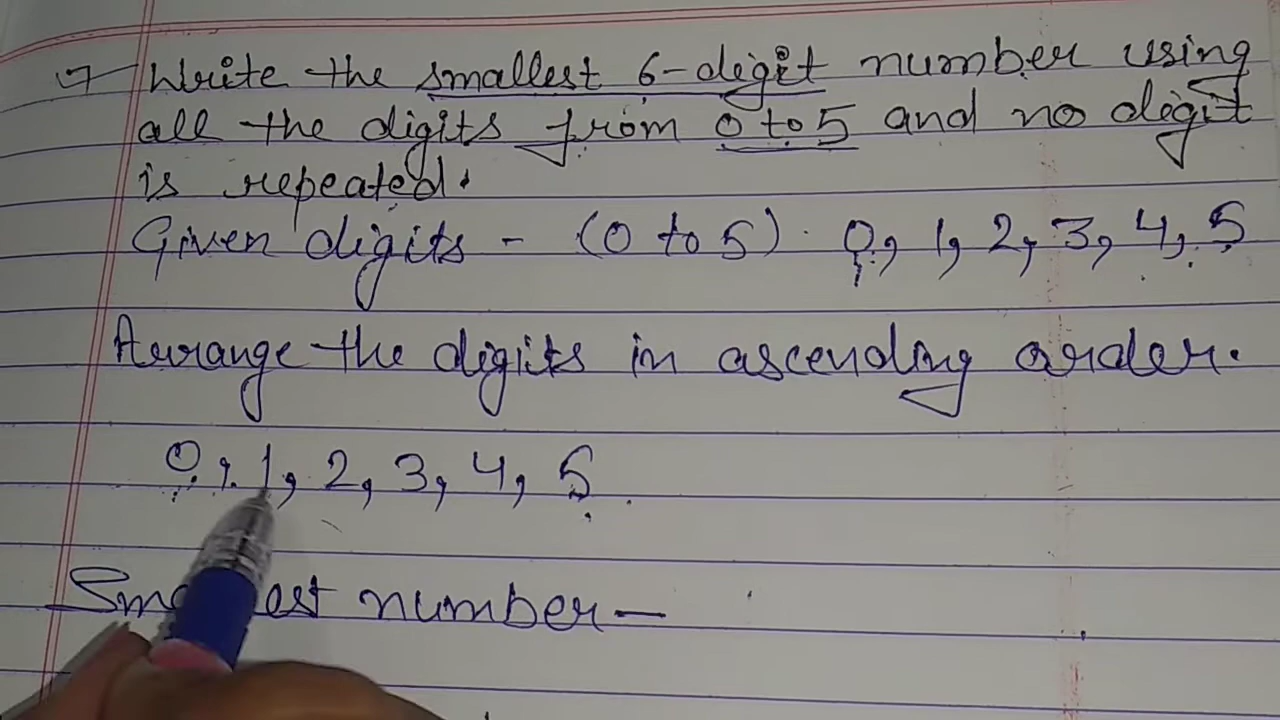 Write the smallest 6-digit number using
all the digits from 0 to 5 and no digit
is repeated.
Given digits - (0 to 5). 0, 1, 2, 3, 4, 5
Arrange the digits in ascending order.
0, 1, 2, 3, 4, 5
number -